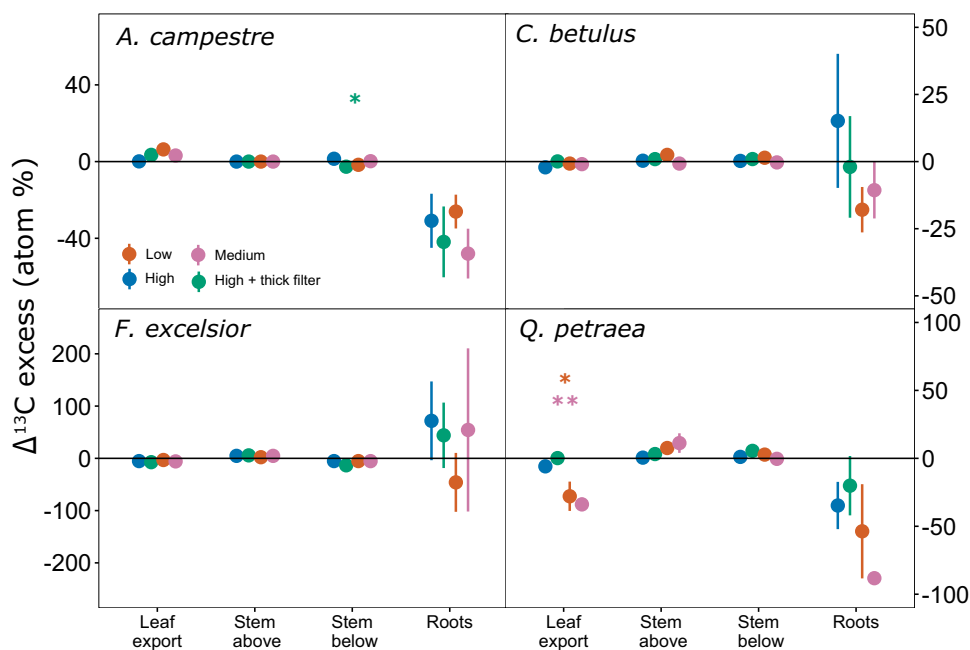 A. campestre
C. betulus
40
0
-40
50
25
0
-25
-50
Low
Medium
High
High + thick filter
*
Δ13C excess (atom %)
F. excelsior
Q. petraea
200
100
0
-100
-200
100
50
0
-50
-100
*
**
Leaf export
Stem above
Stem below
Roots
Leaf export
Stem above
Stem below
Roots